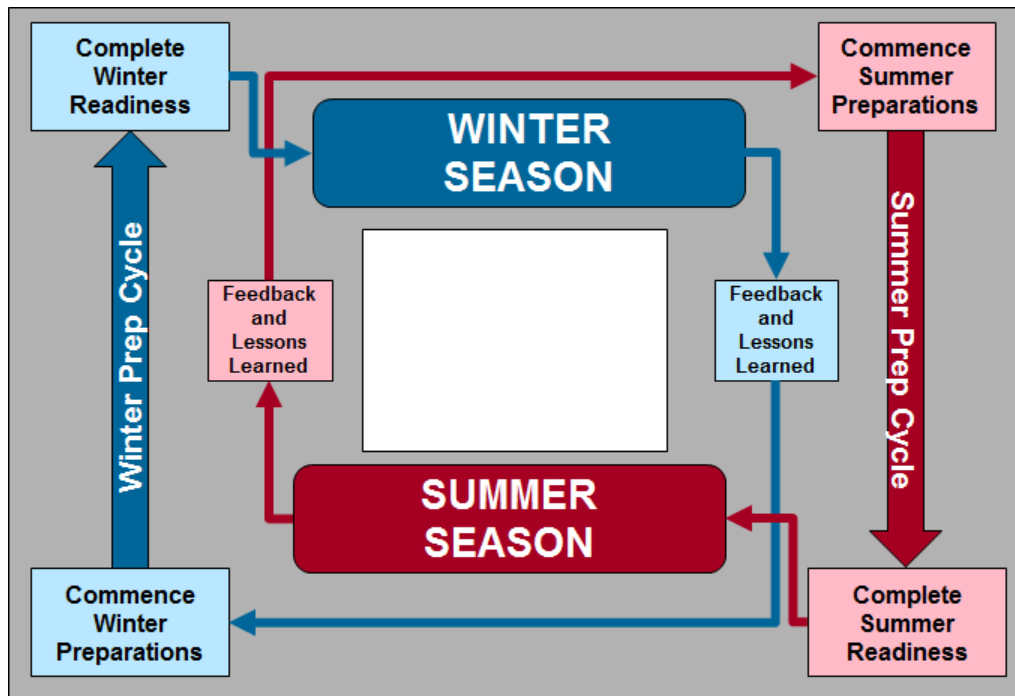 Complete
Winter
Readiness
Commence
Summer
Preparations
WINTER
SEASON
Winter Prep Cycle
Feedback
and
Lessons
Learned
Feedback
and
Lessons
Learned
Summer Prep Cycle
SUMMER
SEASON
Commence
Winter
Preparations
Complete
Summer
Readiness